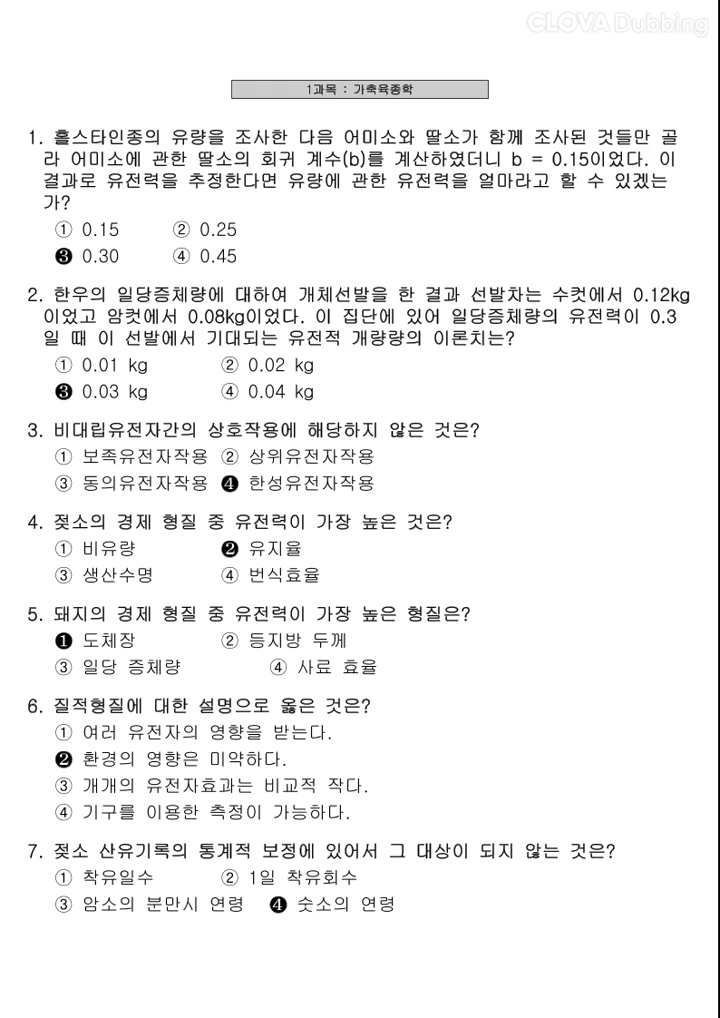 CLOVA Dubbing
1과목 : 가축육종학
1. 홀스타인종의 유량을 조사한 다음 어미소와 딸소가 함께 조사된 것들만 골
라 어미소에 관한 딸소의 회귀 계수(b)를 계산하였더니 b = 0.15이었다. 이
결과로 유전력을 추정한다면 유량에 관한 유전력을 얼마라고 할 수 있겠는
가?
① 0.15 ② 0.25
❸ 0.30 ④ 0.45
2. 한우의 일당증체량에 대하여 개체선발을 한 결과 선발차는 수컷에서 0.12kg
이었고 암컷에서 0.08kg이었다. 이 집단에 있어 일당증체량의 유전력이 0.3
일 때 이 선발에서 기대되는 유전적 개량량의 이론치는?
① 0.01 kg ② 0.02 kg
❸ 0.03 kg ④ 0.04 kg
3. 비대립유전자간의 상호작용에 해당하지 않은 것은?
① 보족유전자작용 ② 상위유전자작용
③ 동의유전자작용 ❹ 한성유전자작용
4. 젖소의 경제 형질 중 유전력이 가장 높은 것은?
① 비유량 ❷ 유지율
③ 생산수명 ④ 번식효율
5. 돼지의 경제 형질 중 유전력이 가장 높은 형질은?
❶ 도체장 ② 등지방 두께
③ 일당 증체량 ④ 사료 효율
6. 질적형질에 대한 설명으로 옳은 것은?
① 여러 유전자의 영향을 받는다.
❷ 환경의 영향은 미약하다.
③ 개개의 유전자효과는 비교적 작다.
④ 기구를 이용한 측정이 가능하다.
7. 젖소 산유기록의 통계적 보정에 있어서 그 대상이 되지 않는 것은?
① 착유일수 ② 1일 착유회수
③ 암소의 분만시 연령 ❹ 숫소의 연령